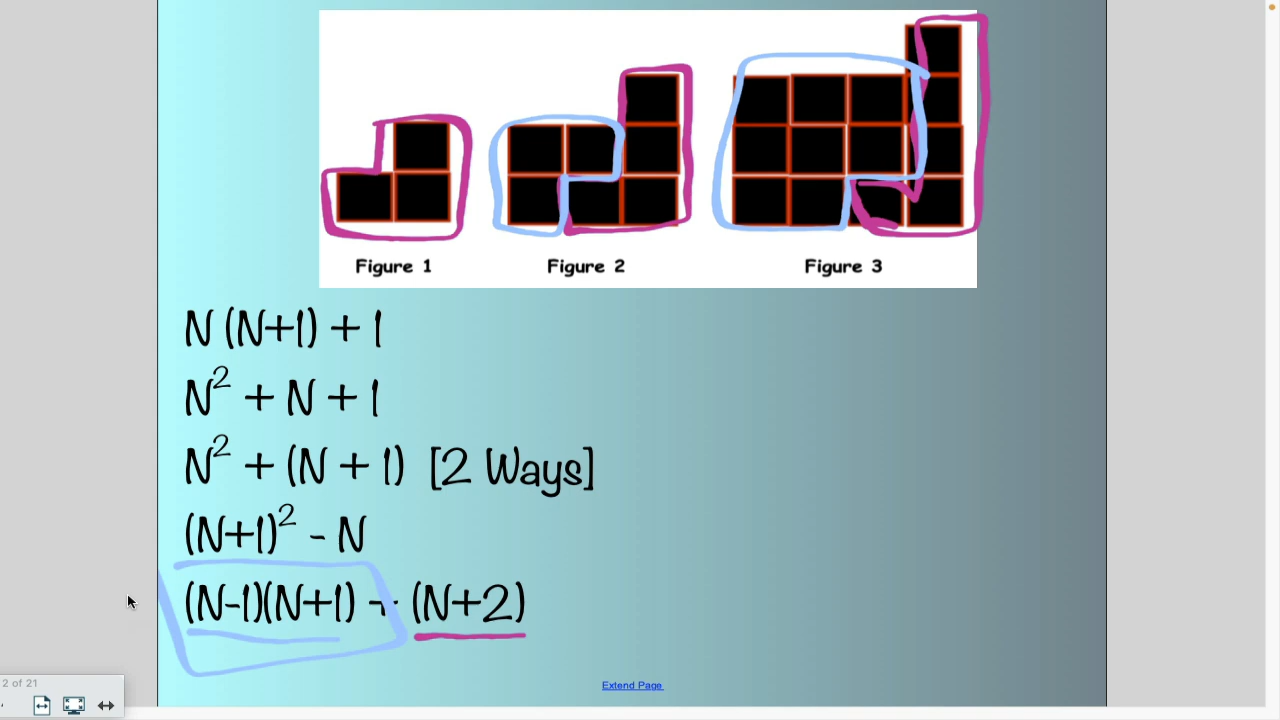 Figure 1 Figure 2 Figure 3
N (N+1) + 1
N² + N + 1
N² + (N + 1) [2 Ways]
(N+1)² - N
(N-1)(N+1) + (N+2)
Extend Page
2 of 21